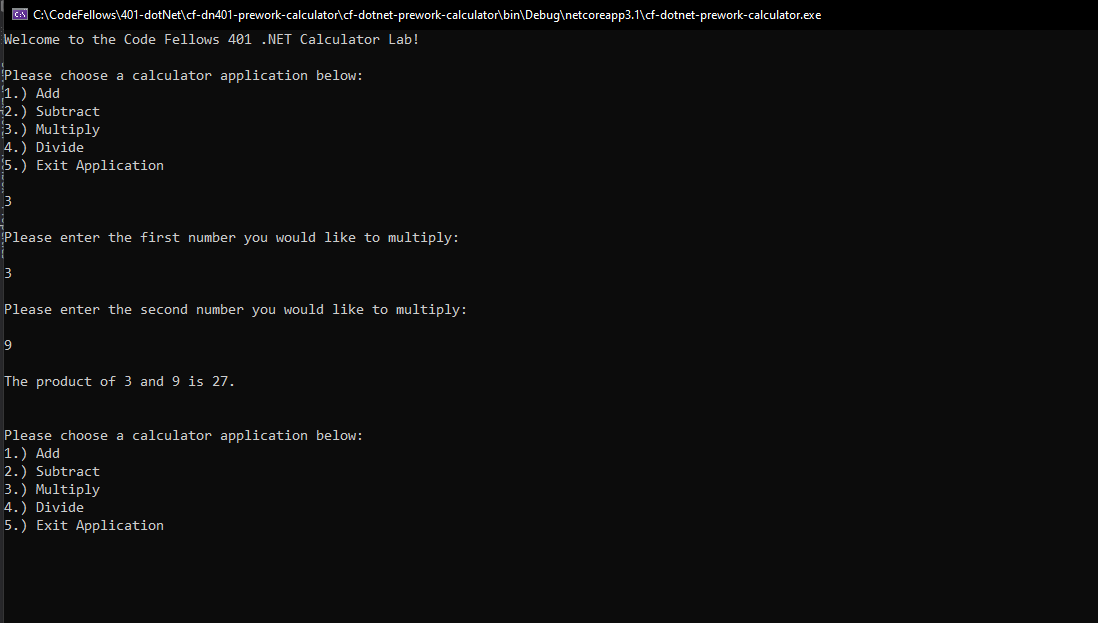 C:\CodeFellows\401-dotNet\cf-dn401-prework-calculator\cf-dotnet-prework-calculator\bin\Debug\netcoreapp3.1\cf-dotnet-prework-calculator.exe
Welcome to the Code Fellows 401 .NET Calculator Lab!
Please choose a calculator application below:
1.) Add
2.) Subtract
3.) Multiply
4.) Divide
5.) Exit Application
3
Please enter the first number you would like to multiply:
3
Please enter the second number you would like to multiply:
9
The product of 3 and 9 is 27.
Please choose a calculator application below:
1.) Add
2.) Subtract
3.) Multiply
4.) Divide
5.) Exit Application